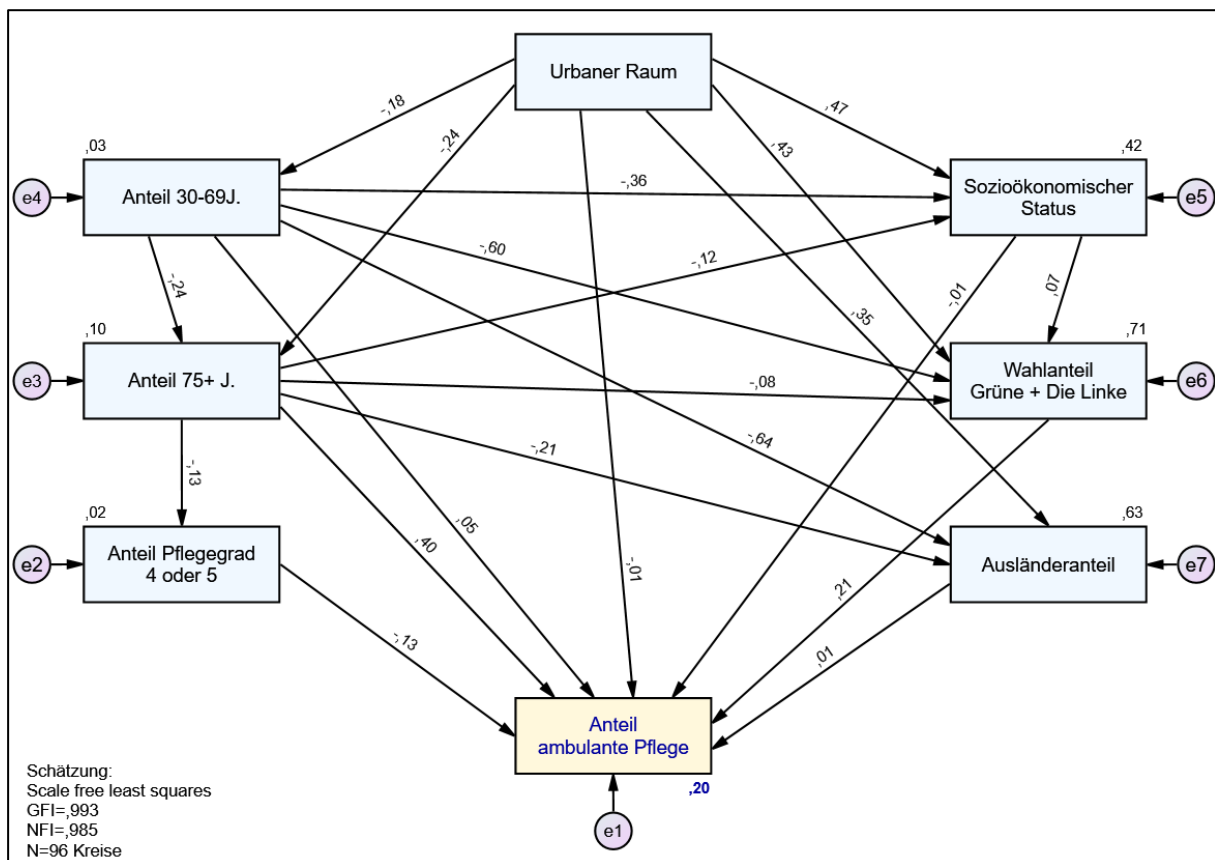 Urbaner Raum
-,18
-,24
,47
,43
,03
,42
e4
Anteil 30-69J.
-,36
Sozioökonomischer
Status
e5
-,60
-,24
-,12
-,01
,07
,35
,10
,71
e3
Anteil 75+ J.
-,08
Wahlanteil
Grüne + Die Linke
e6
-,21
-,64
-,13
,02
,63
e2
Anteil Pflegegrad
4 oder 5
,40
,05
-,01
Ausländeranteil
e7
,21
-,13
,01
Anteil
ambulante Pflege
,20
e1
Schätzung:
Scale free least squares
GFI=,993
NFI=,985
N=96 Kreise